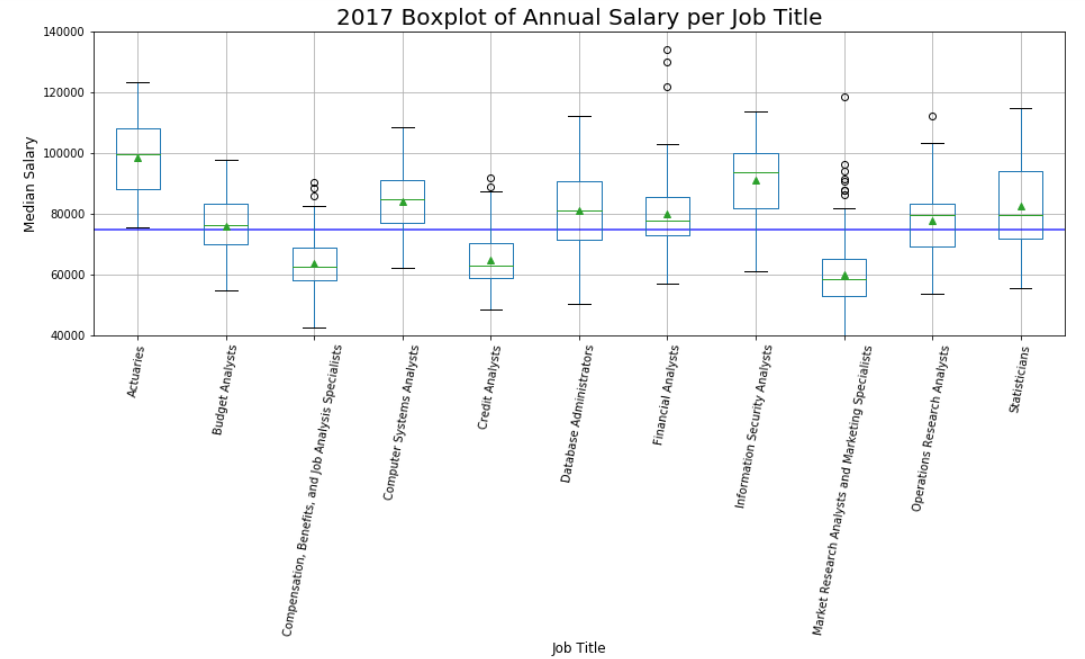 2017 Boxplot of Annual Salary per Job Title
140000
120000
100000
80000
60000
40000
Median Salary
Actuaries
Budget Analysts
Compensation, Benefits, and Job Analysis Specialists
Computer Systems Analysts
Credit Analysts
Database Administrators
Financial Analysts
Information Security Analysts
Market Research Analysts and Marketing Specialists
Operations Research Analysts
Statisticians
Job Title